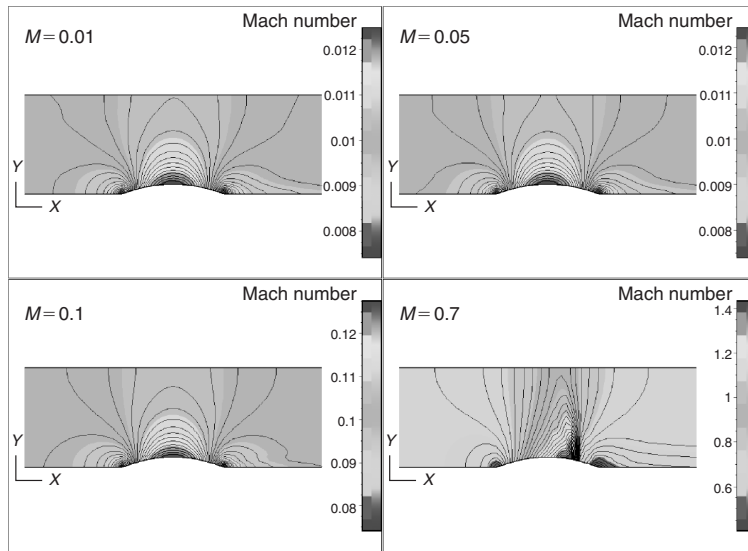 Mach number
M=0.01
0.012
0.011
0.01
0.009
0.008
Y
X
Mach number
M=0.05
0.012
0.011
0.01
0.009
0.008
Y
X
Mach number
M=0.1
0.12
0.11
0.1
0.09
0.08
Y
X
Mach number
M=0.7
1.4
1.2
1
0.8
0.6
Y
X